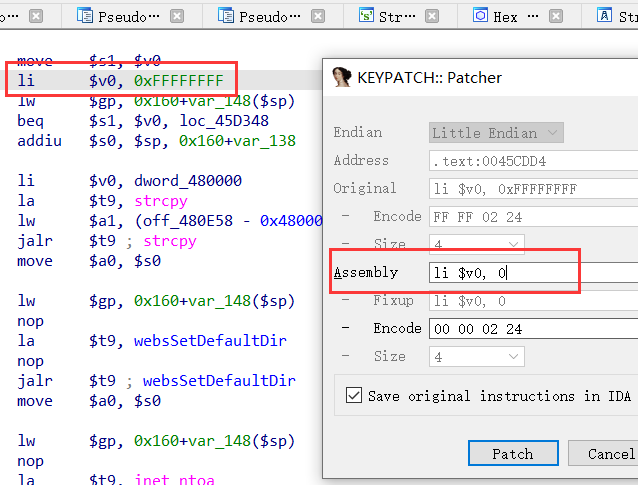 o…
Pseudo…
Pseudo…
Str…
Hex …
Str
move $s1, $v0
li $v0, 0xFFFFFFFF
lw $gp, 0x160+var_148($sp)
beq $s1, $v0, loc_45D348
addiu $s0, $sp, 0x160+var_138
li $v0, dword_480000
la $t9, strcpy
lw $a1, (off_480E58 - 0x48000
jalr $t9 ; strcpy
move $a0, $s0
lw $gp, 0x160+var_148($sp)
nop
la $t9, websSetDefaultDir
nop
jalr $t9 ; websSetDefaultDir
move $a0, $s0
lw $gp, 0x160+var_148($sp)
nop
la $t9, inet_ntoa
KEYPATCH:: Patcher
Endian Little Endian
Address .text:0045CDD4
Original li $v0, 0xFFFFFFFF
- Encode FF FF 02 24
- Size 4
Assembly li $v0, 0
- Fixup li $v0, 0
- Encode 00 00 02 24
- Size 4
Save original instructions in IDA
Patch
Cancel